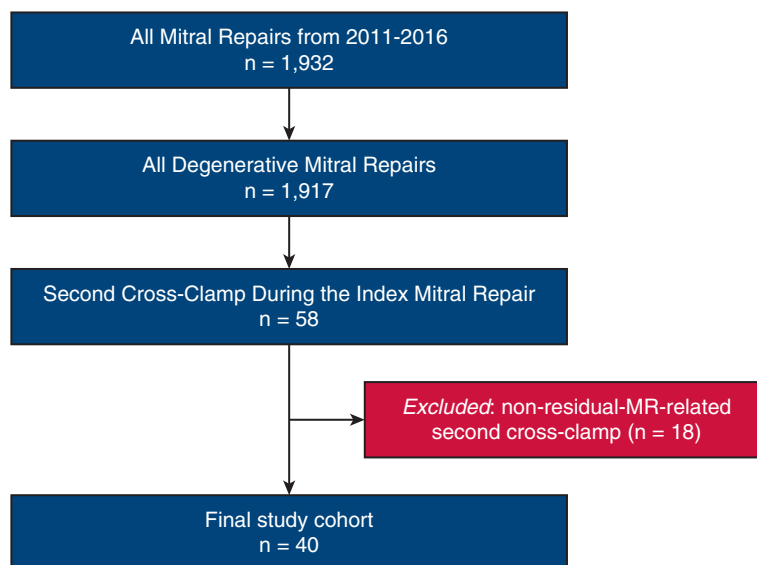 All Mitral Repairs from 2011-2016
n = 1,932
All Degenerative Mitral Repairs
n = 1,917
Second Cross-Clamp During the Index Mitral Repair
n = 58
Excluded: non-residual-MR-related
second cross-clamp (n = 18)
Final study cohort
n = 40